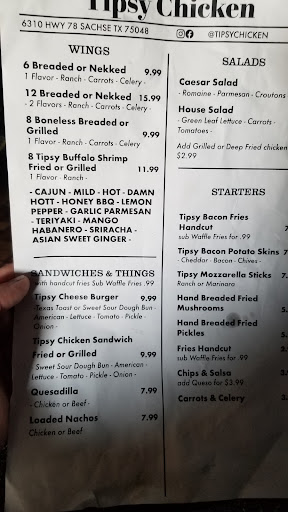 Tipsy Chicken
6310 HWY 78 SACHSE TX 75048
@TIPSYCHICKEN
WINGS
6 Breaded or Nekked 9.99
1 Flavor - Ranch - Carrots - Celery -
12 Breaded or Nekked 15.99
- 2 Flavors - Ranch - Carrots - Celery -
8 Boneless Breaded or
Grilled 9.99
1 Flavor - Ranch - Carrots - Celery
8 Tipsy Buffalo Shrimp
Fried or Grilled 11.99
1 Flavor - Ranch -
- CAJUN - MILD - HOT - DAMN
HOTT - HONEY BBQ - LEMON
PEPPER - GARLIC PARMESAN
- TERIYAKI - MANGO
HABANERO - SRIRACHA -
ASIAN SWEET GINGER -
SANDWICHES & THINGS
with handcut fries Sub Waffle Fries .99
Tipsy Cheese Burger 9.99
-Texas Toast or Sweet Sour Dough Bun -
American - Lettuce - Tomato - Pickle
- Onion -
Tipsy Chicken Sandwich
Fried or Grilled 9.99
- Sweet Sour Dough Bun - American -
Lettuce - Tomato - Pickle - Onion -
Quesadilla 7.99
- Chicken or Beef -
Loaded Nachos 7.99
Chicken or Beef
SALADS
Caesar Salad
- Romaine - Parmesan - Croutons
House Salad
- Green Leaf Lettuce - Carrots -
Tomatoes -
Add Grilled or Deep Fried chicken
$2.99
STARTERS
Tipsy Bacon Fries
Handcut
sub Waffle Fries for .99
Tipsy Bacon Potato Skins
- Cheddar - Bacon - Chives -
Tipsy Mozzarella Sticks
Ranch or Marinara
Hand Breaded Fried
Mushrooms
Hand Breaded Fried
Pickles
Fries Handcut
sub Waffle Fries for .99
Chips & Salsa
add Queso for $3.99
Carrots & Celery